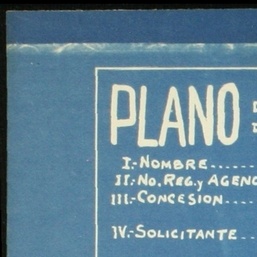 PLANO
I.-NOMBRE......
II.-No. REG. y AGENC
III.-CONCESION....
IV.-SOLICITANTE..